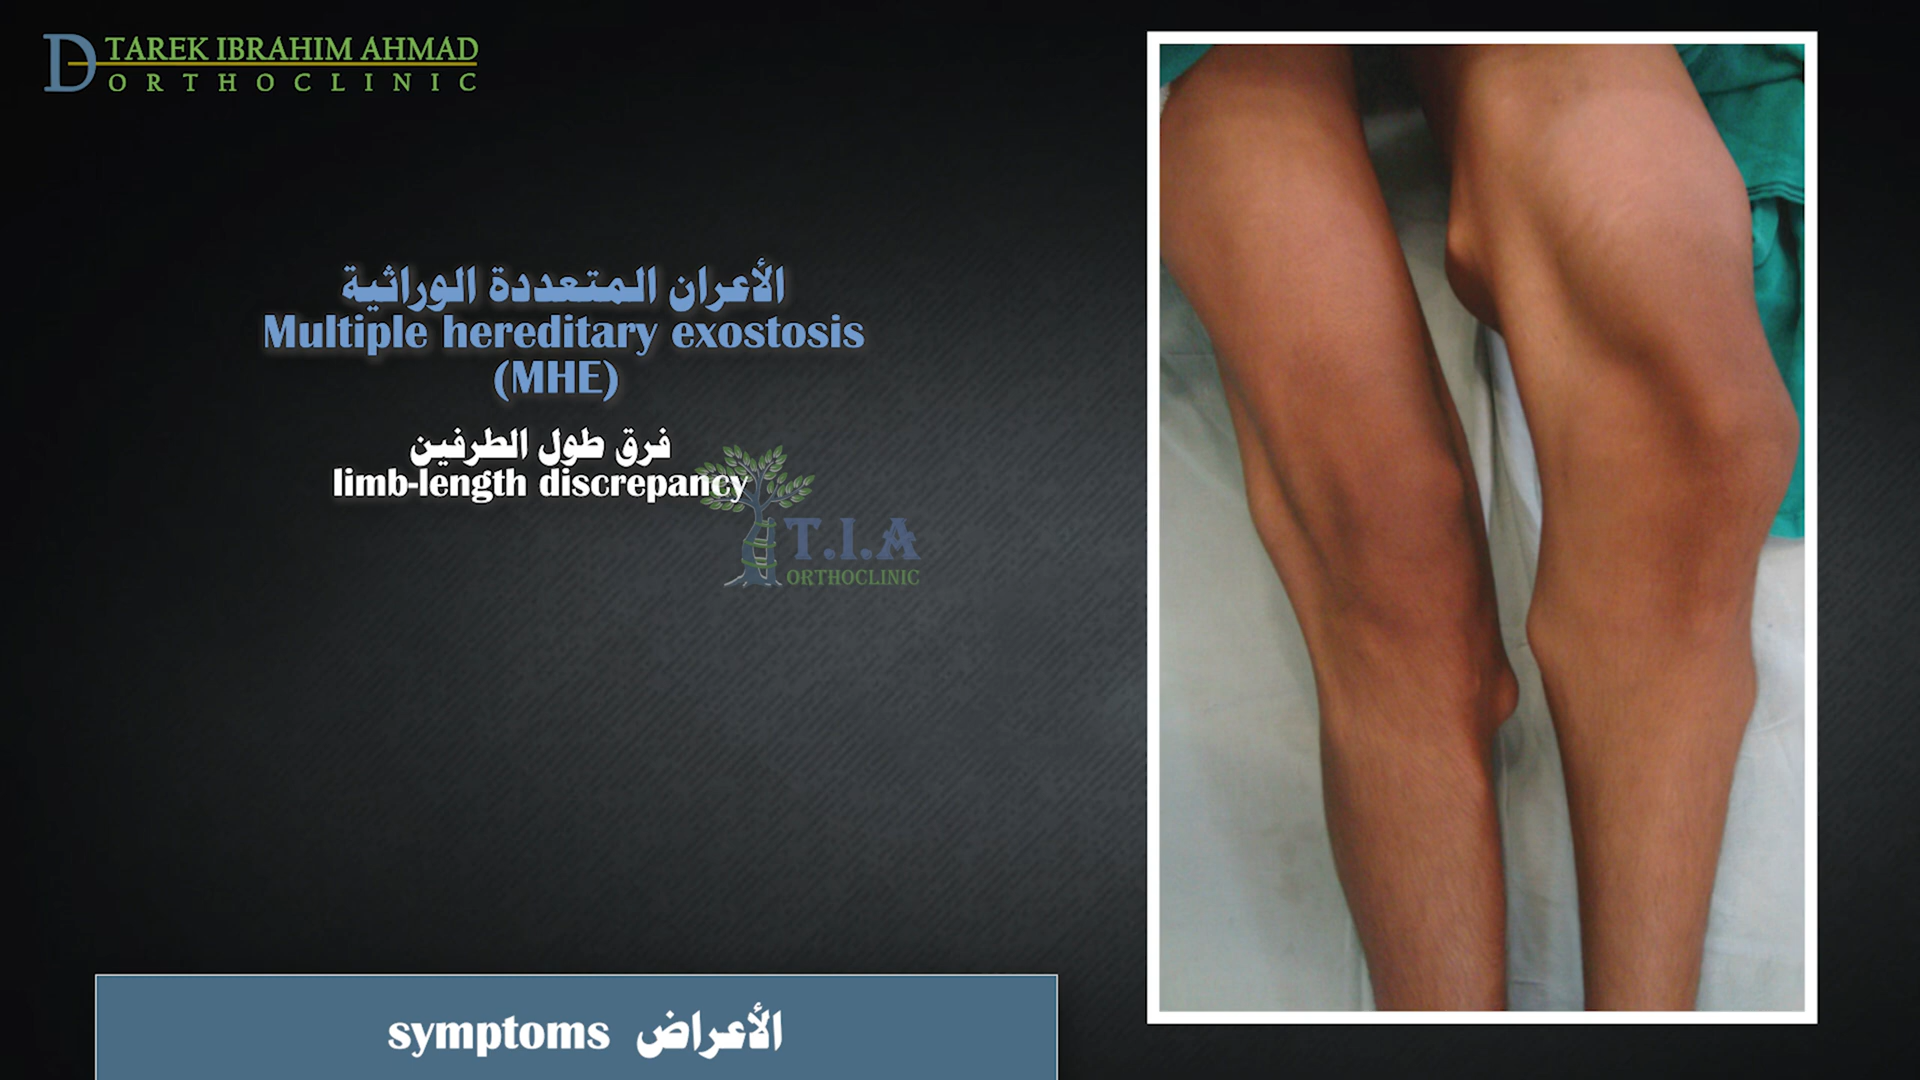 TAREK IBRAHIM AHMAD
ORTHOCLINIC
الأعران المتعددة الوراثية
Multiple hereditary exostosis
(MHE)
فرق طول الطرفين
limb-length discrepancy
T.I.A
ORTHOCLINIC
symptoms الأعراض